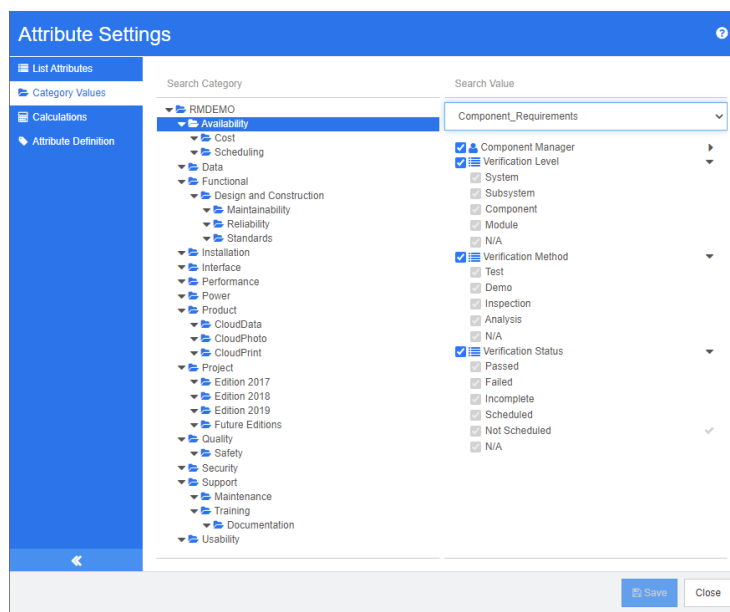 Attribute Settings
List Attributes
Category Values
Calculations
Attribute Definition
Search Category
RMDEMO
Availability
Cost
Scheduling
Data
Functional
Design and Construction
Maintainability
Reliability
Standards
Installation
Interface
Performance
Power
Product
CloudData
CloudPhoto
CloudPrint
Project
Edition 2017
Edition 2018
Edition 2019
Future Editions
Quality
Safety
Security
Support
Maintenance
Training
Documentation
Usability
Search Value
Component_Requirements
Component Manager
Verification Level
System
Subsystem
Component
Module
N/A
Verification Method
Test
Demo
Inspection
Analysis
N/A
Verification Status
Passed
Failed
Incomplete
Scheduled
Not Scheduled
N/A
Save
Close